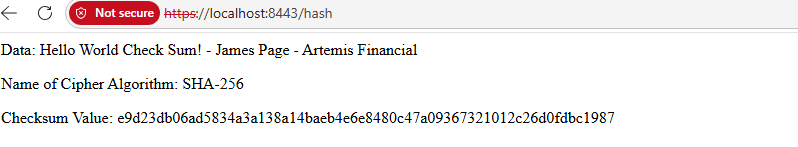 Not secure https://localhost:8443/hash
Data: Hello World Check Sum! - James Page - Artemis Financial
Name of Cipher Algorithm: SHA-256
Checksum Value: e9d23db06ad5834a3a138a14baeb4e6e8480c47a09367321012c26d0fdbc1987